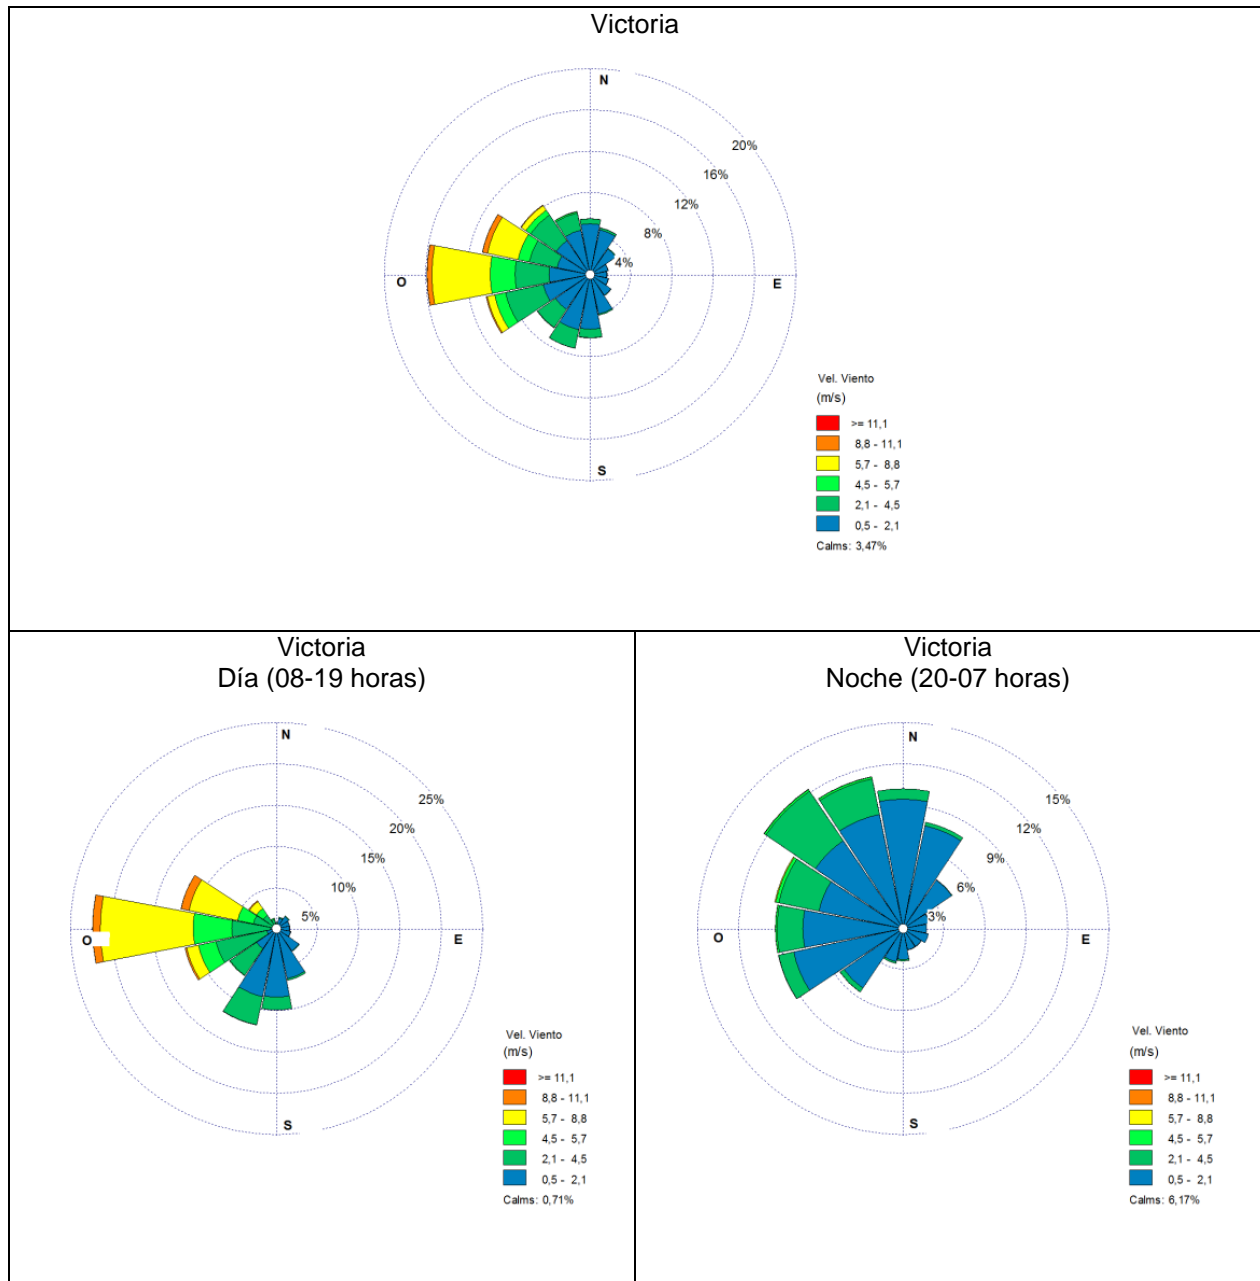 Victoria
N
20%
16%
12%
8%
4%
O
E
S
Vel. Viento
(m/s)
>= 11,1
8,8 - 11,1
5,7 - 8,8
4,5 - 5,7
2,1 - 4,5
0,5 - 2,1
Calms: 3,47%
Victoria
Día (08-19 horas)
N
25%
20%
15%
10%
5%
O
E
S
Vel. Viento
(m/s)
>= 11,1
8,8 - 11,1
5,7 - 8,8
4,5 - 5,7
2,1 - 4,5
0,5 - 2,1
Calms: 0,71%
Victoria
Noche (20-07 horas)
N
15%
12%
9%
6%
3%
O
E
S
Vel. Viento
(m/s)
>= 11,1
8,8 - 11,1
5,7 - 8,8
4,5 - 5,7
2,1 - 4,5
0,5 - 2,1
Calms: 6,17%